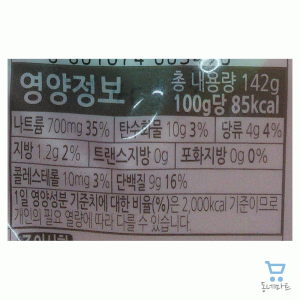 영양정보
총 내용량 142g
100g당 85kcal
나트륨 700mg 35% 탄수화물 10g 3% 당류 4g 4%
지방 1.2g 2% 트랜스지방 0g 포화지방 0g 0%
콜레스테롤 10mg 3% 단백질 9g 16%
1일 영양성분 기준치에 대한 비율(%)은 2,000kcal 기준이므로
개인의 필요 열량에 따라 다를 수 있습니다.